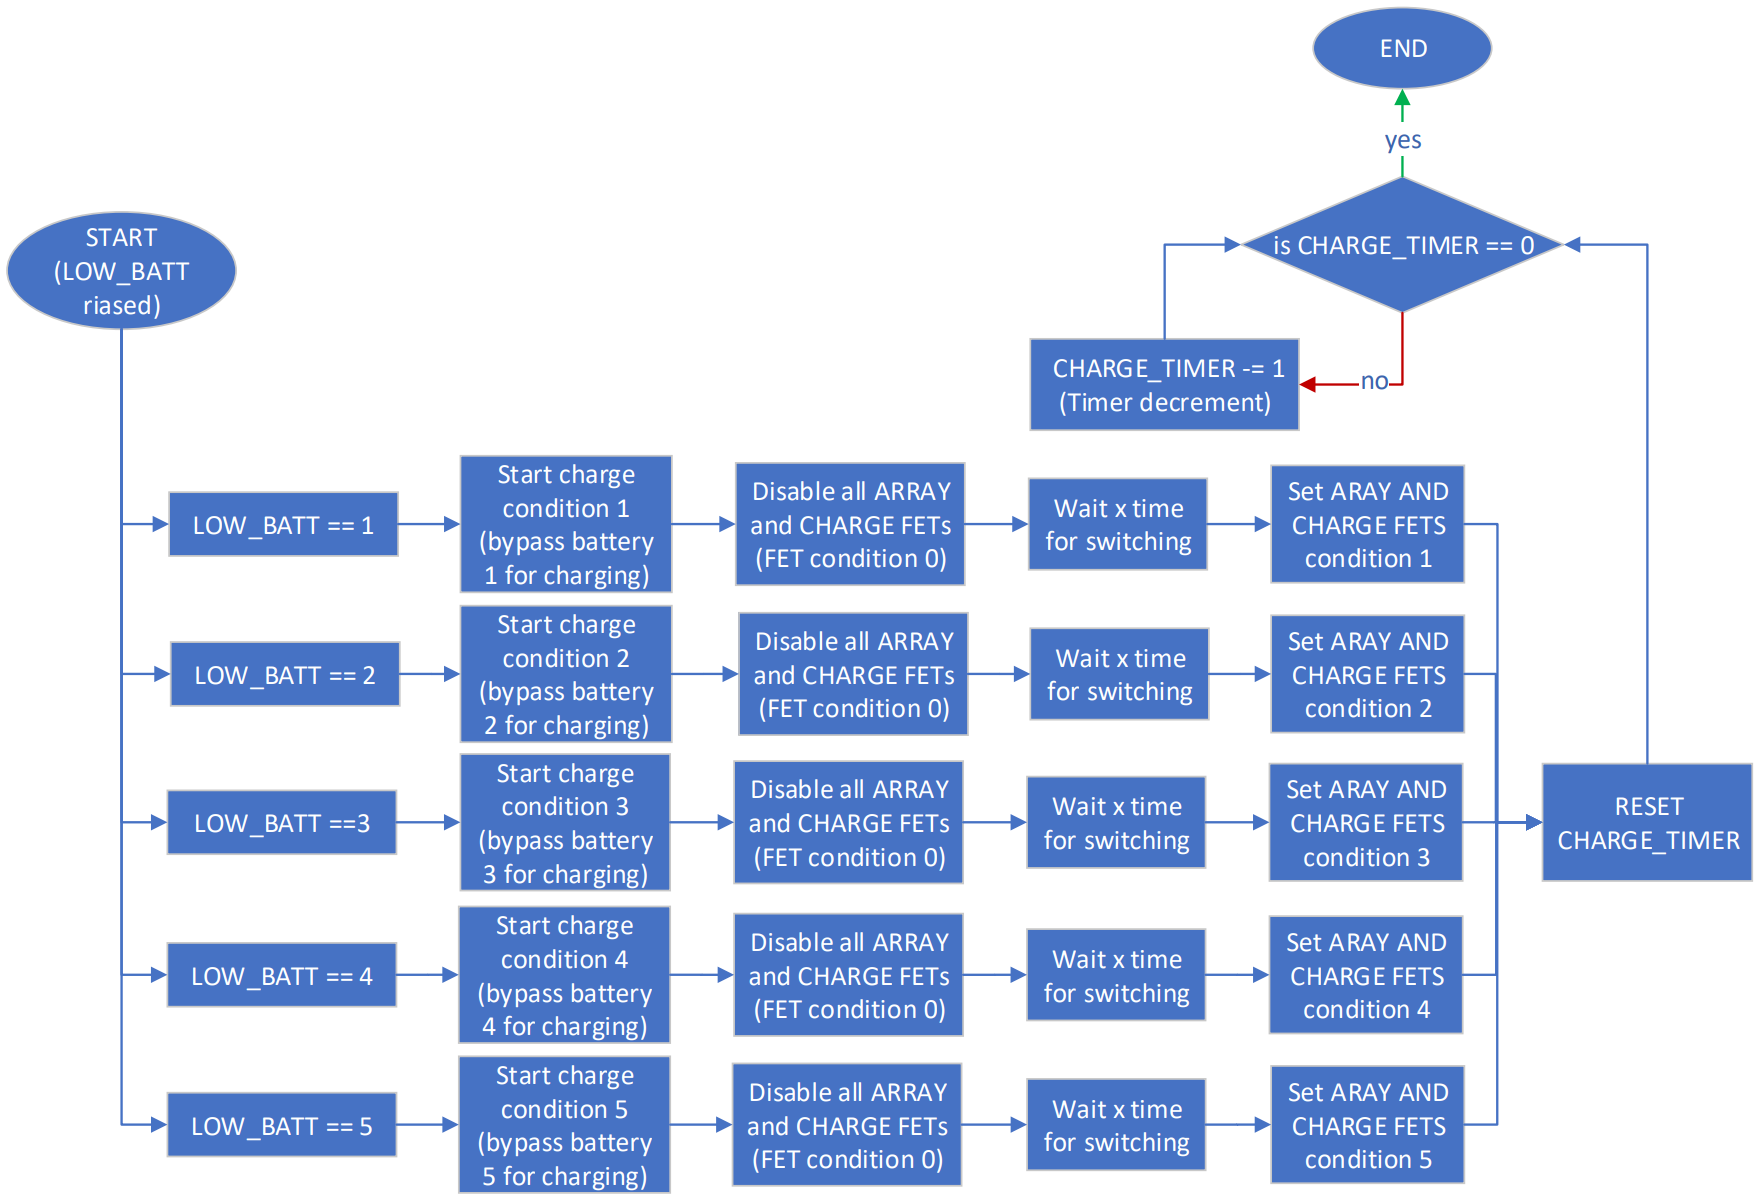 END
yes
is CHARGE_TIMER == 0
START
(LOW_BATT
riased)
CHARGE_TIMER -= 1
(Timer decrement)
no
LOW_BATT == 1
Start charge
condition 1
(bypass battery
1 for charging)
Disable all ARRAY
and CHARGE FETs
(FET condition 0)
Wait x time
for switching
Set ARAY AND
CHARGE FETS
condition 1
LOW_BATT == 2
Start charge
condition 2
(bypass battery
2 for charging)
Disable all ARRAY
and CHARGE FETs
(FET condition 0)
Wait x time
for switching
Set ARAY AND
CHARGE FETS
condition 2
LOW_BATT ==3
Start charge
condition 3
(bypass battery
3 for charging)
Disable all ARRAY
and CHARGE FETs
(FET condition 0)
Wait x time
for switching
Set ARAY AND
CHARGE FETS
condition 3
RESET
CHARGE_TIMER
LOW_BATT == 4
Start charge
condition 4
(bypass battery
4 for charging)
Disable all ARRAY
and CHARGE FETs
(FET condition 0)
Wait x time
for switching
Set ARAY AND
CHARGE FETS
condition 4
LOW_BATT == 5
Start charge
condition 5
(bypass battery
5 for charging)
Disable all ARRAY
and CHARGE FETs
(FET condition 0)
Wait x time
for switching
Set ARAY AND
CHARGE FETS
condition 5